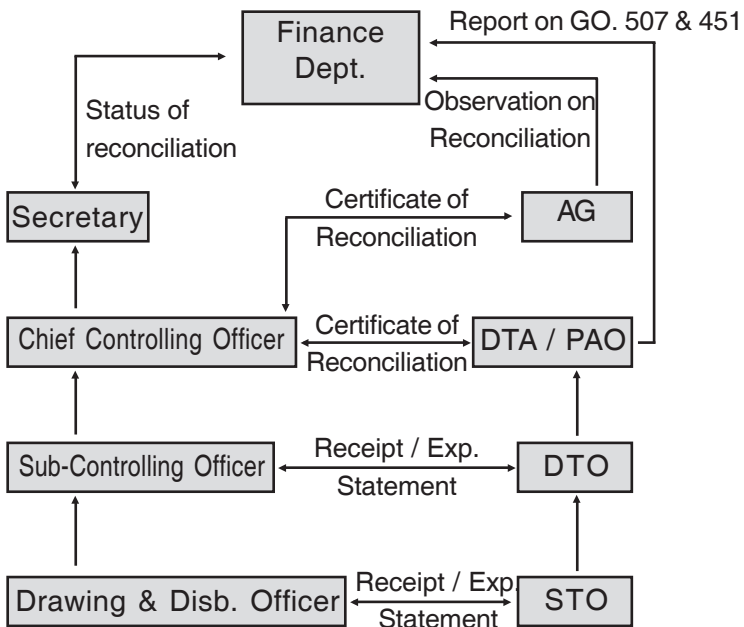 Report on GO. 507 & 451
Finance
Dept.
Status of
reconciliation
Observation on
Reconciliation
Secretary
Certificate of
Reconciliation
AG
Chief Controlling Officer
Certificate of
Reconciliation
DTA / PAO
Sub-Controlling Officer
Receipt / Exp.
Statement
DTO
Drawing & Disb. Officer
Receipt / Exp.
Statement
STO